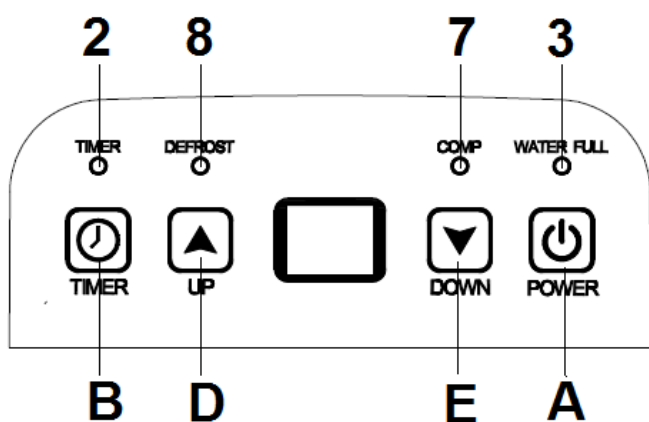 2 8 7 3
TIMER DEFROST COMP WATER FULL
TIMER UP DOWN POWER
B D E A